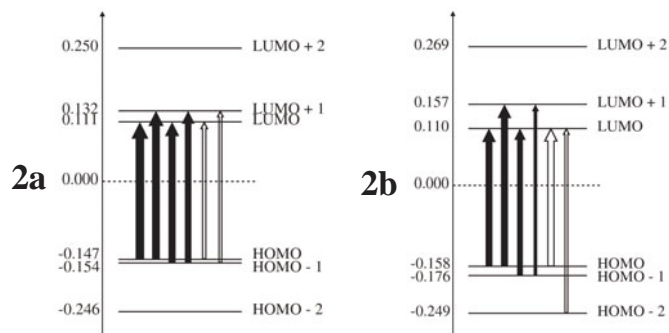 0.250 LUMO + 2
0.132 LUMO + 1
0.111 LUMO
2a
0.000
-0.147 HOMO
-0.154 HOMO - 1
-0.246 HOMO - 2
0.269 LUMO + 2
0.157 LUMO + 1
0.110 LUMO
2b
0.000
-0.158 HOMO
-0.176 HOMO - 1
-0.249 HOMO - 2